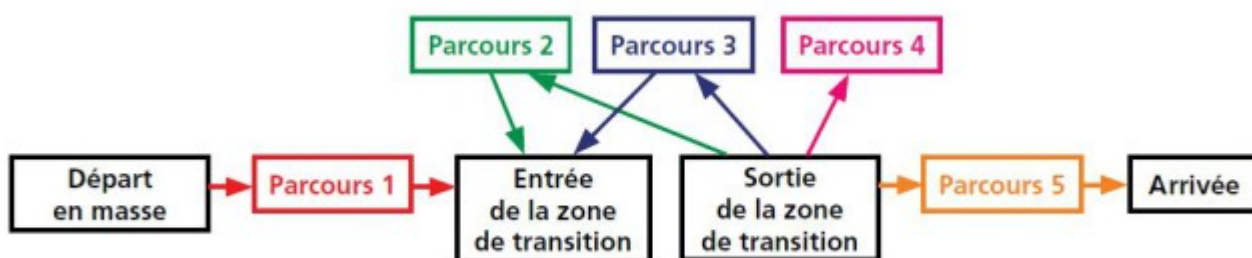 Parcours 2
Parcours 3
Parcours 4
Départ
en masse
Parcours 1
Entrée
de la zone
de transition
Sortie
de la zone
de transition
Parcours 5
Arrivée